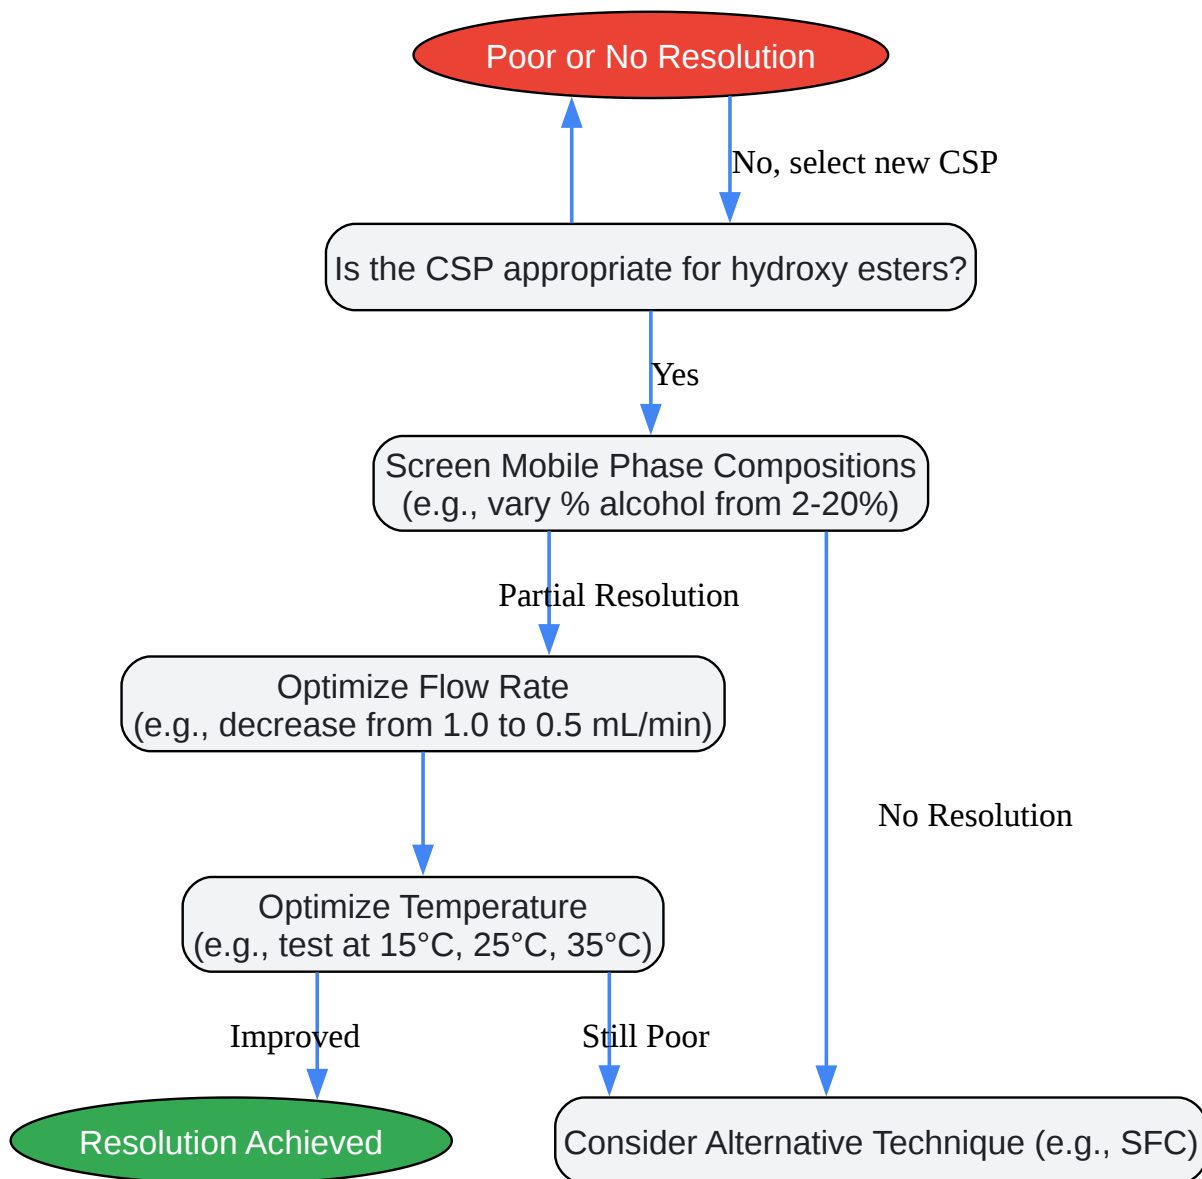 Poor or No Resolution
No, select new CSP
Is the CSP appropriate for hydroxy esters?
Yes
Screen Mobile Phase Compositions
(e.g., vary % alcohol from 2-20%)
Partial Resolution
Optimize Flow Rate
(e.g., decrease from 1.0 to 0.5 mL/min)
No Resolution
Optimize Temperature
(e.g., test at 15°C, 25°C, 35°C)
Improved
Still Poor
Resolution Achieved
Consider Alternative Technique (e.g., SFC)